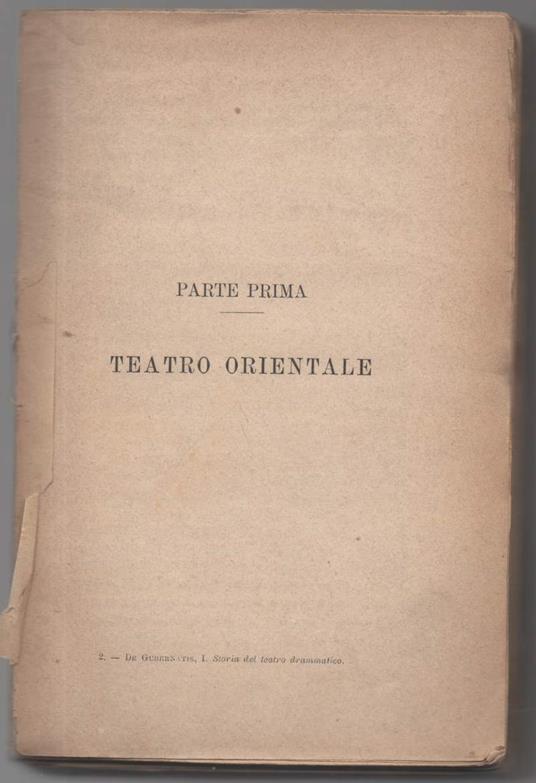 PARTE PRIMA
TEATRO ORIENTALE
2. — De Gubernatis, I. Storia del teatro drammatico.